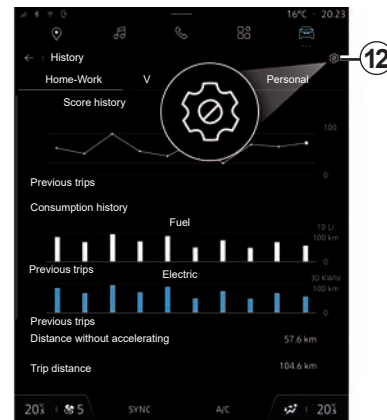 16°C 20:23
← History
12
Home-Work V Personal
Score history
100
0
Previous trips
Consumption history
Fuel
10 L/
100 km
0
Previous trips
Electric
30 KWh/
100 km
0
Previous trips
Distance without accelerating 57.6 km
Trip distance 104.6 km
5 SYNC A/C